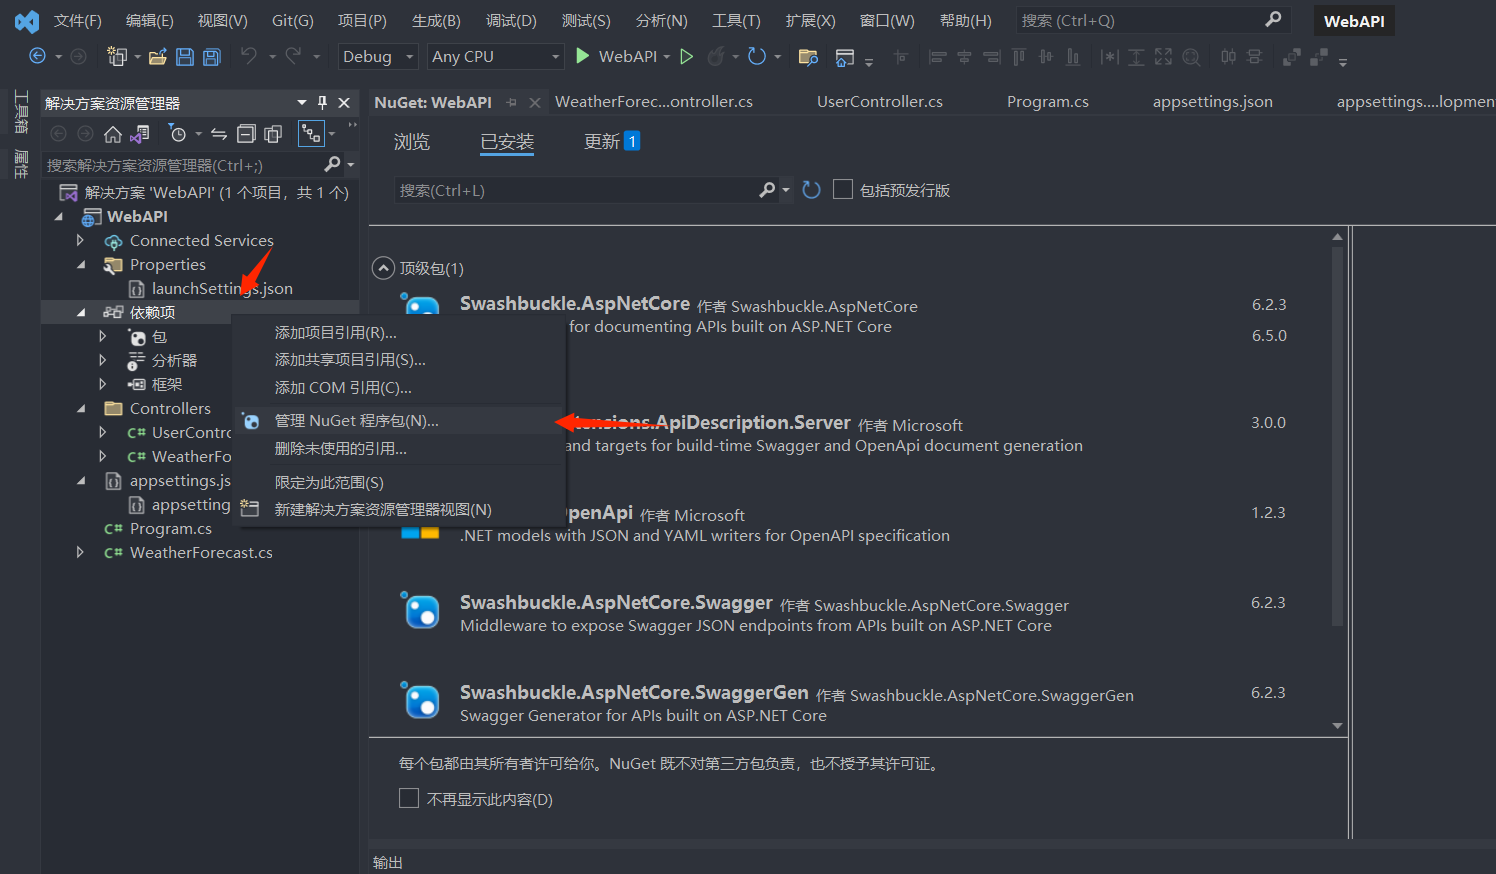 文件(F) 编辑(E) 视图(V) Git(G) 项目(P) 生成(B) 调试(D) 测试(S) 分析(N) 工具(T) 扩展(X) 窗口(W) 帮助(H) 搜索 (Ctrl+Q) WebAPI
Debug Any CPU WebAPI
工具箱
属性
解决方案资源管理器
搜索解决方案资源管理器(Ctrl+;)
解决方案 'WebAPI' (1 个项目，共 1 个)
WebAPI
Connected Services
Properties
launchSettings.json
依赖项
包
分析器
框架
Controllers
C# UserContro
C# WeatherFo
appsettings.js
appsetting
C# Program.cs
C# WeatherForecast.cs
添加项目引用(R)...
添加共享项目引用(S)...
添加 COM 引用(C)...
管理 NuGet 程序包(N)...
删除未使用的引用...
限定为此范围(S)
新建解决方案资源管理器视图(N)
NuGet: WebAPI WeatherForec...ontroller.cs UserController.cs Program.cs appsettings.json appsettings....lopmen
浏览 已安装 更新 1
搜索(Ctrl+L) 包括预发行版
顶级包(1)
Swashbuckle.AspNetCore 作者 Swashbuckle.AspNetCore 6.2.3
for documenting APIs built on ASP.NET Core 6.5.0
tensions.ApiDescription.Server 作者 Microsoft 3.0.0
and targets for build-time Swagger and OpenApi document generation
penApi 作者 Microsoft 1.2.3
.NET models with JSON and YAML writers for OpenAPI specification
Swashbuckle.AspNetCore.Swagger 作者 Swashbuckle.AspNetCore.Swagger 6.2.3
Middleware to expose Swagger JSON endpoints from APIs built on ASP.NET Core
Swashbuckle.AspNetCore.SwaggerGen 作者 Swashbuckle.AspNetCore.SwaggerGen 6.2.3
Swagger Generator for APIs built on ASP.NET Core
每个包都由其所有者许可给你。NuGet 既不对第三方包负责，也不授予其许可证。
不再显示此内容(D)
输出